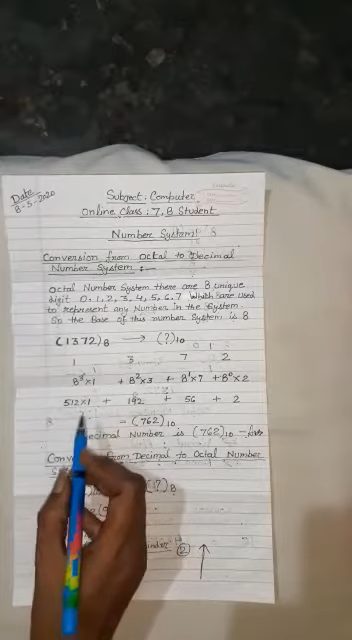 Date
8-5-2020
Subject: Computer
Online Class: 7, 8 Student
Number System
Conversion from Octal to Decimal
Number System :-
Octal Number System there are 8 unique
digit 0, 1, 2, 3, 4, 5, 6, 7 which are used
to represent any Number in the System
So the Base of this number System is 8
(1372)8 → (?)10
1 3 7 2
8³×1 + 8²×3 + 8¹×7 + 8⁰×2
512×1 + 192 + 56 + 2
= (762)10
Decimal Number is (762)10
from Decimal to Octal Number
(?)8
2